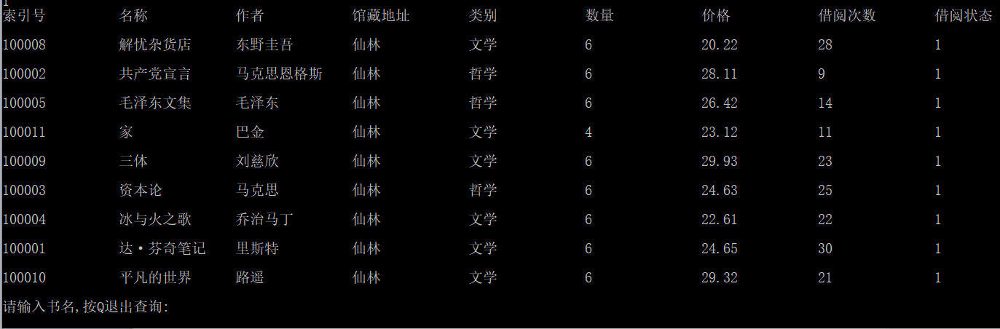 1
索引号 名称 作者 馆藏地址 类别 数量 价格 借阅次数 借阅状态
100008 解忧杂货店 东野圭吾 仙林 文学 6 20.22 28 1
100002 共产党宣言 马克思恩格斯 仙林 哲学 6 28.11 9 1
100005 毛泽东文集 毛泽东 仙林 哲学 6 26.42 14 1
100011 家 巴金 仙林 文学 4 23.12 11 1
100009 三体 刘慈欣 仙林 文学 6 29.93 23 1
100003 资本论 马克思 仙林 哲学 6 24.63 25 1
100004 冰与火之歌 乔治马丁 仙林 文学 6 22.61 22 1
100001 达·芬奇笔记 里斯特 仙林 文学 6 24.65 30 1
100010 平凡的世界 路遥 仙林 文学 6 29.32 21 1
请输入书名,按Q退出查询: